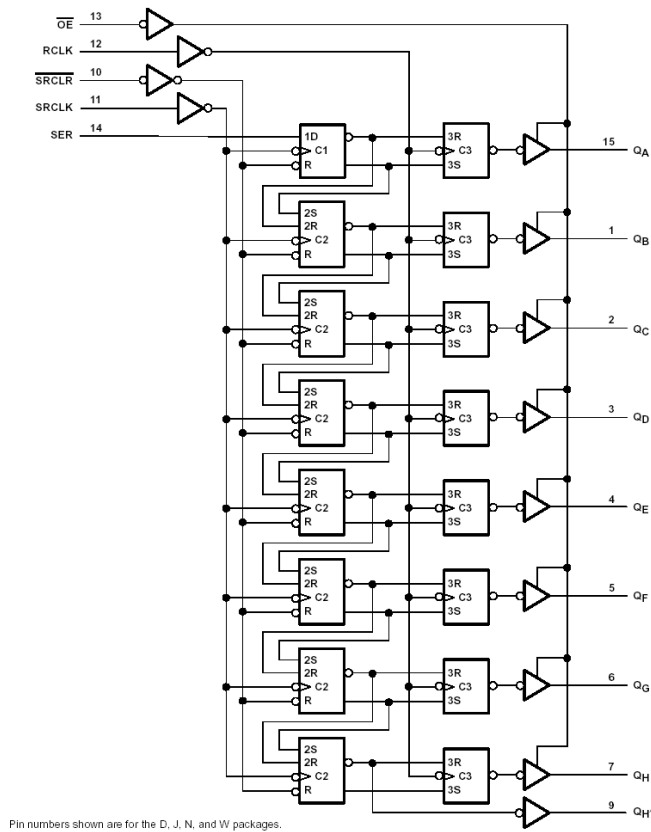 OE 13
RCLK 12
SRCLR 10
SRCLK 11
SER 14
1D 3R
C1 C3 15 QA
R 3S
2S
2R 3R
C2 C3 1 QB
R 3S
2S
2R 3R
C2 C3 2 QC
R 3S
2S
2R 3R
C2 C3 3 QD
R 3S
2S
2R 3R
C2 C3 4 QE
R 3S
2S
2R 3R
C2 C3 5 QF
R 3S
2S
2R 3R
C2 C3 6 QG
R 3S
2S
2R 3R
C2 C3 7 QH
R 3S
9 QH'
Pin numbers shown are for the D, J, N, and W packages.